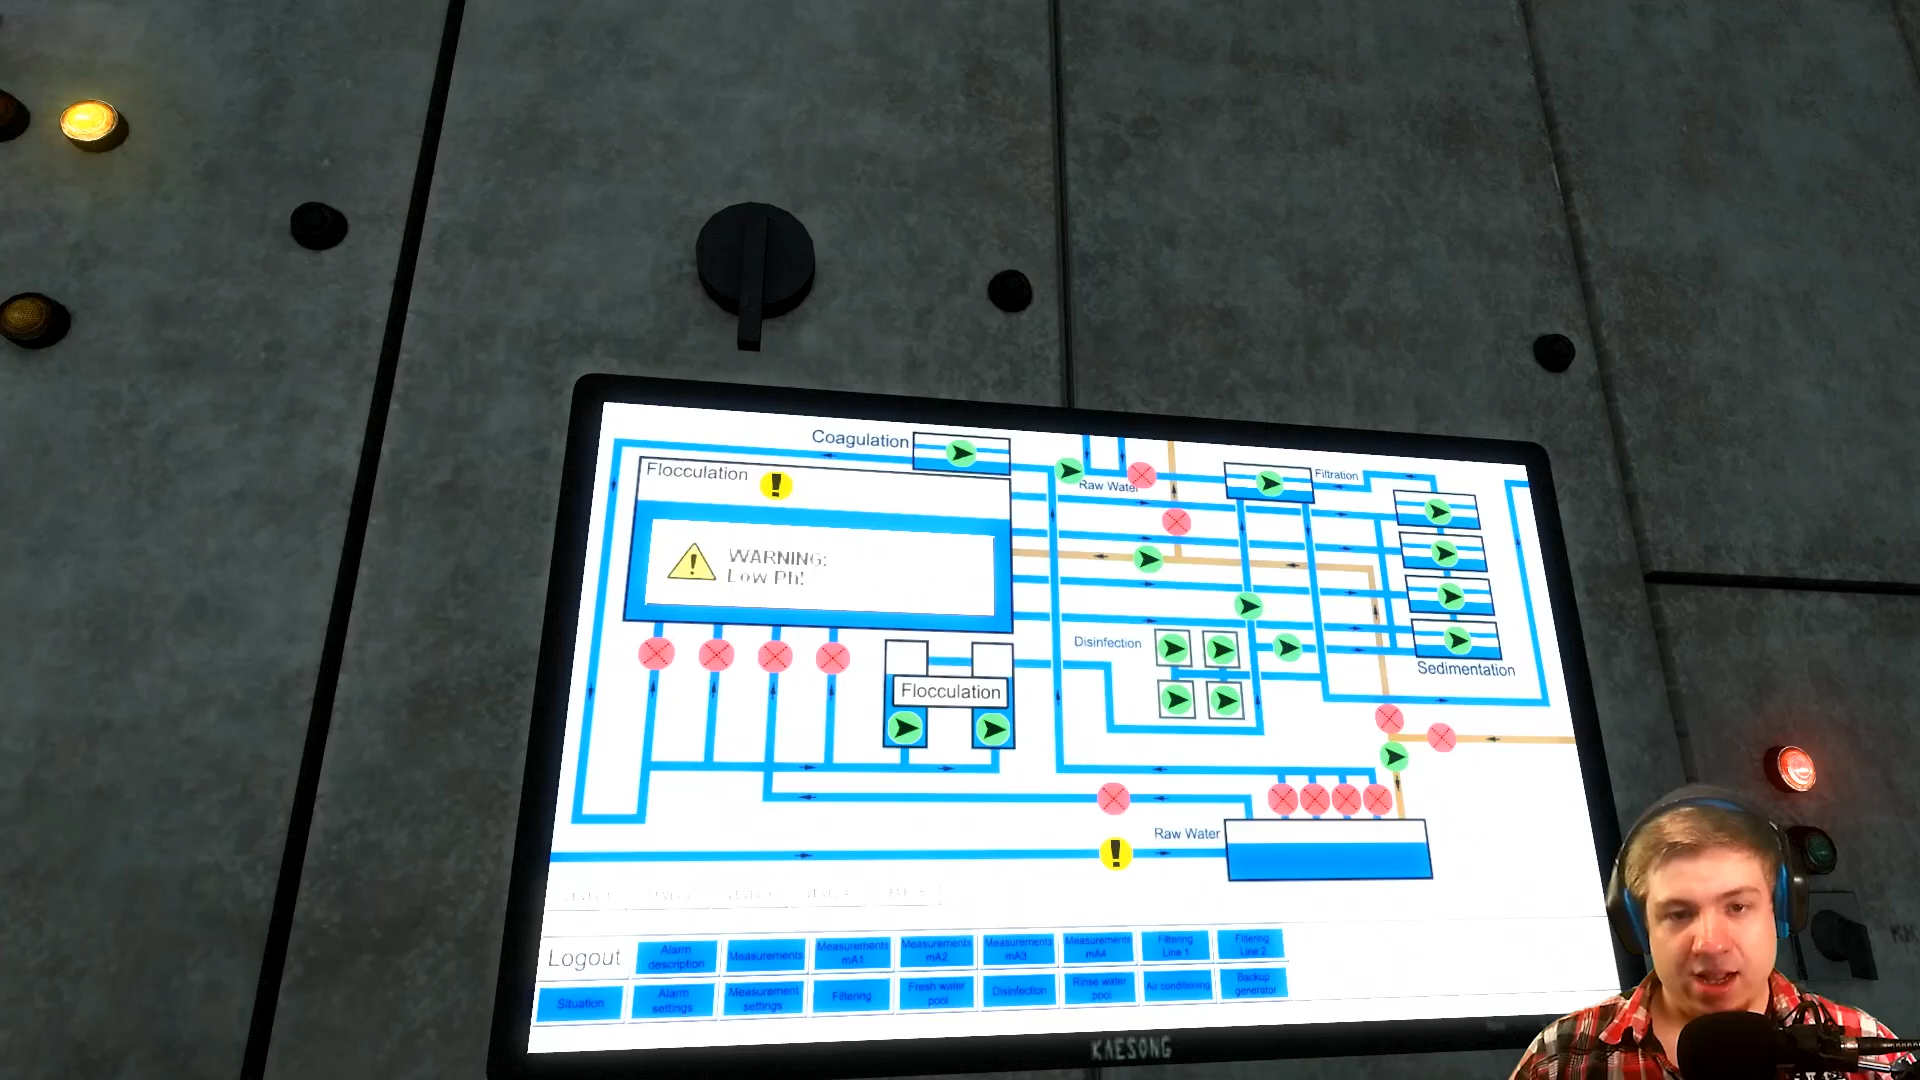 Coagulation
Flocculation
!
WARNING:
Low Ph!
Raw Water
Filtration
Disinfection
Sedimentation
Flocculation
Raw Water
!
Logout
Alarm description
Measurements
Measurements mA1
Measurements mA2
Measurements mA3
Measurements mA4
Filtering Line 1
Filtering Line 2
Situation
Alarm settings
Measurement settings
Filtering
Fresh water pool
Disinfection
Rinse water pool
Air conditioning
Backup generator
KAESONG